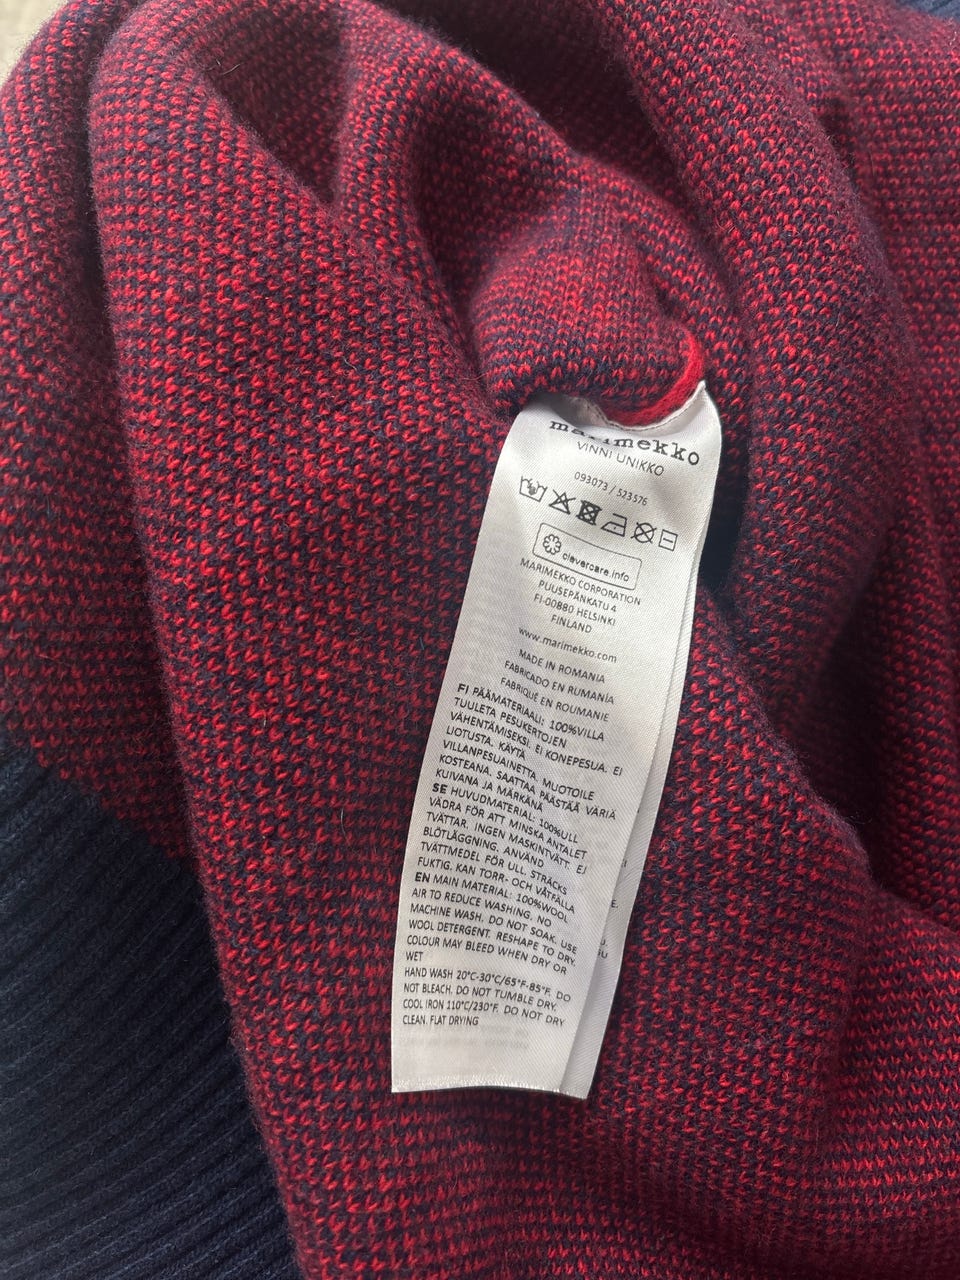 marimekko
VINNI UNIKKO
093073 / 523576
clevercare.info
MARIMEKKO CORPORATION
PUUSEPÄNKATU 4
FI-00880 HELSINKI
FINLAND
www.marimekko.com
MADE IN ROMANIA
FABRICADO EN RUMANÍA
FABRIQUÉ EN ROUMANIE
FI PÄÄMATERIAALI: 100%VILLA
TUULETA PESUKERTOJEN
VÄHENTÄMISEKSI. EI KONEPESUA. EI
LIOTUSTA. KÄYTÄ
VILLANPESUAINETTA. MUOTOILE
KOSTEANA. SAATTAA PÄÄSTÄÄ VÄRIÄ
KUIVANA JA MÄRKÄNÄ
SE HUVUDMATERIAL: 100%ULL
VÄDRA FÖR ATT MINSKA ANTALET
TVÄTTAR. INGEN MASKINTVÄTT. EJ
BLÖTLÄGGNING. ANVÄND
TVÄTTMEDEL FÖR ULL. STRÄCKS
FUKTIG. KAN TORR- OCH VÅTFÄLLA
EN MAIN MATERIAL: 100%WOOL
AIR TO REDUCE WASHING. NO
MACHINE WASH. DO NOT SOAK. USE
WOOL DETERGENT. RESHAPE TO DRY.
COLOUR MAY BLEED WHEN DRY OR
WET
HAND WASH 20°C-30°C/65°F-85°F. DO
NOT BLEACH. DO NOT TUMBLE DRY.
COOL IRON 110°C/230°F. DO NOT DRY
CLEAN. FLAT DRYING